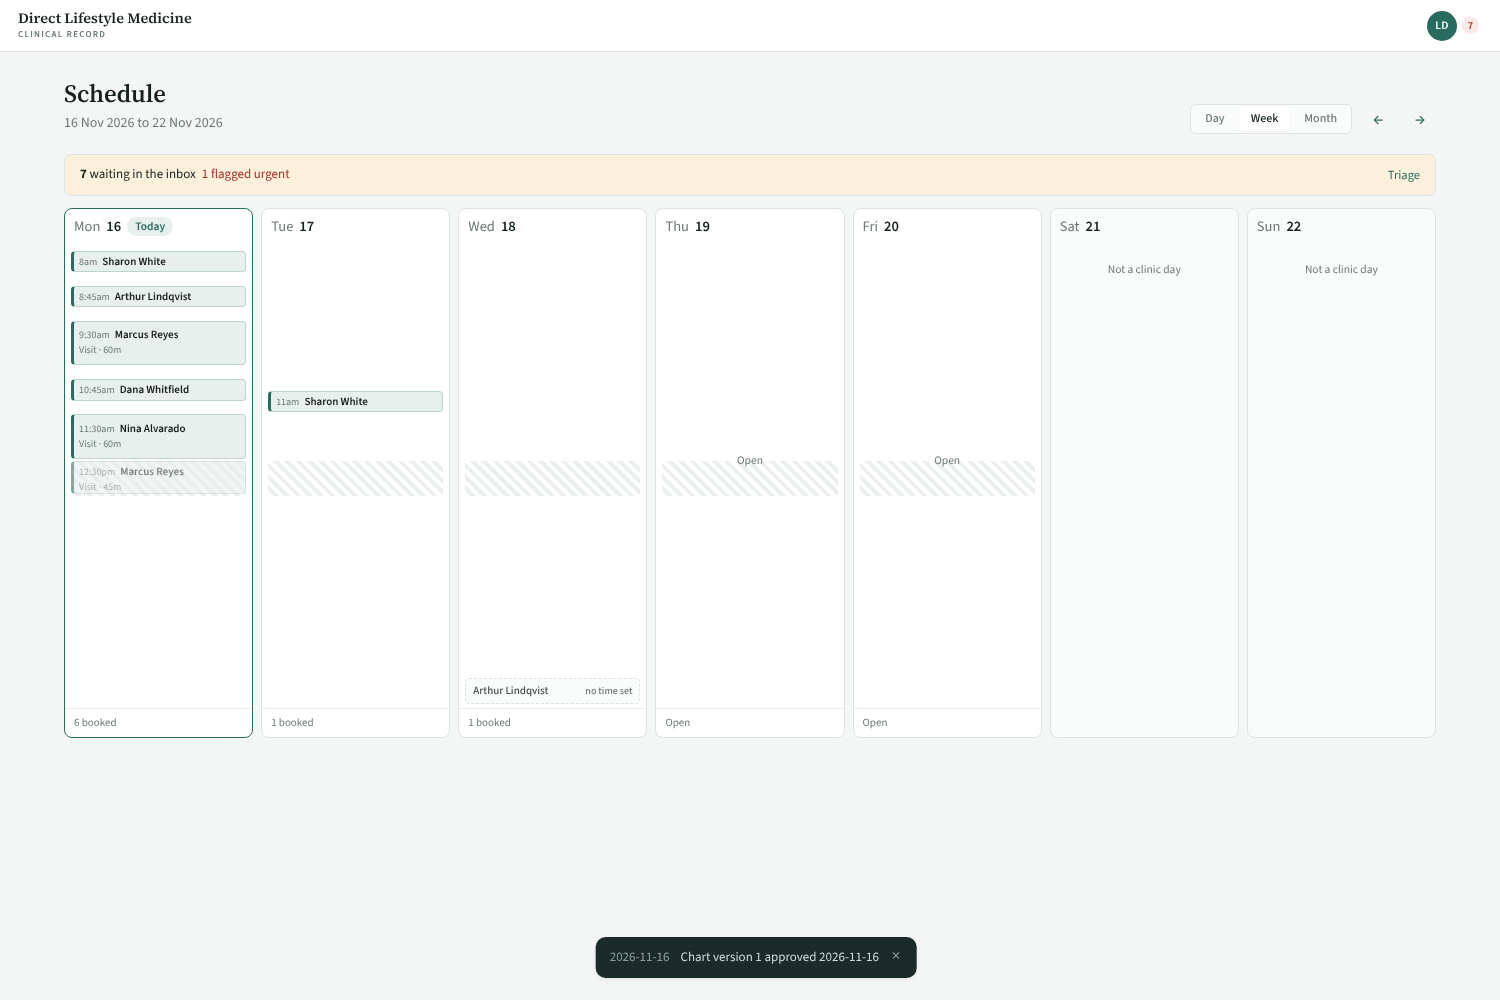 Direct Lifestyle Medicine
CLINICAL RECORD
LD 7
Schedule
16 Nov 2026 to 22 Nov 2026
Day Week Month ← →
7 waiting in the inbox 1 flagged urgent Triage
Mon 16 Today
8am Sharon White
8:45am Arthur Lindqvist
9:30am Marcus Reyes
Visit · 60m
10:45am Dana Whitfield
11:30am Nina Alvarado
Visit · 60m
12:30pm Marcus Reyes
Visit · 45m
6 booked
Tue 17
11am Sharon White
1 booked
Wed 18
Arthur Lindqvist no time set
1 booked
Thu 19
Open
Open
Fri 20
Open
Open
Sat 21
Not a clinic day
Sun 22
Not a clinic day
2026-11-16 Chart version 1 approved 2026-11-16 ×